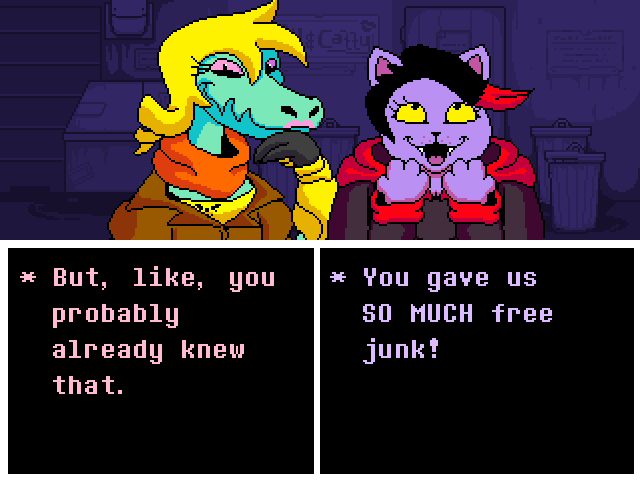 * But, like, you
probably
already knew
that.
* You gave us
SO MUCH free
junk!